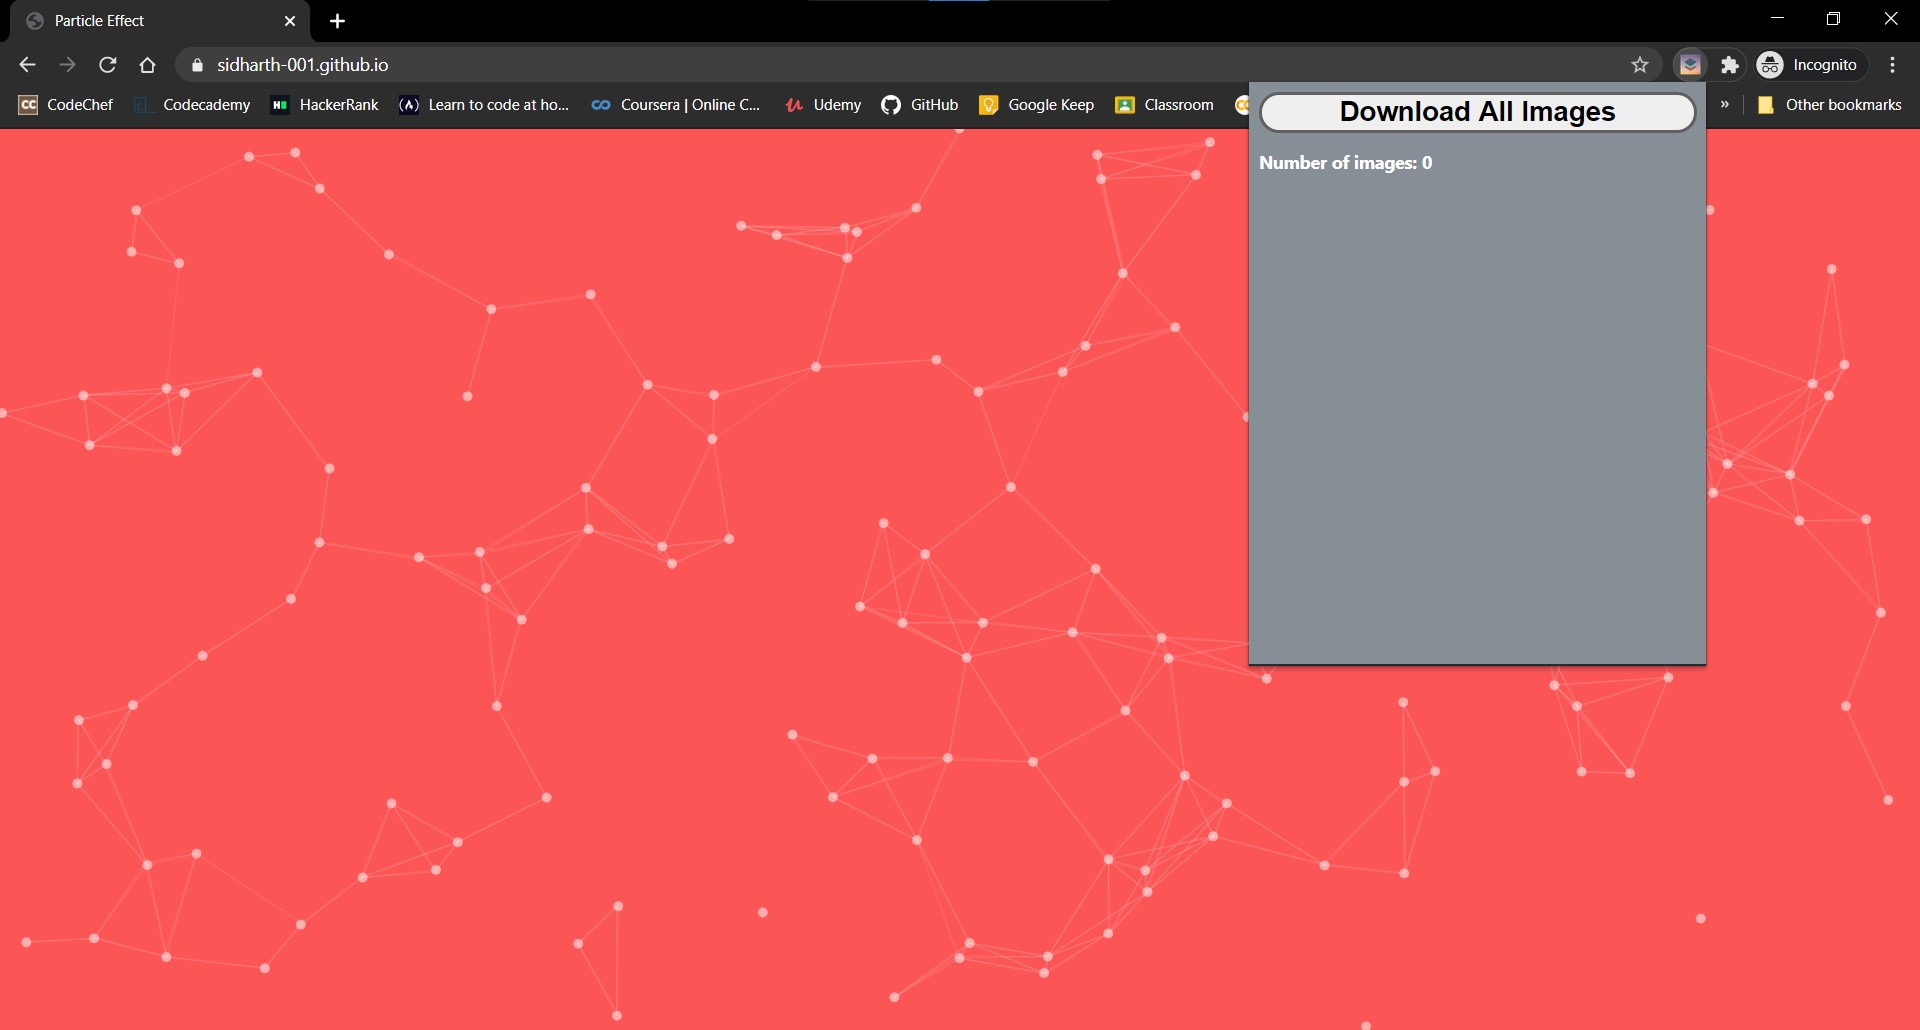 Particle Effect
sidharth-001.github.io
Incognito
CC CodeChef
Codecademy
H HackerRank
(A) Learn to code at ho...
Coursera | Online C...
Udemy
GitHub
Google Keep
Classroom
» Other bookmarks
Download All Images
Number of images: 0